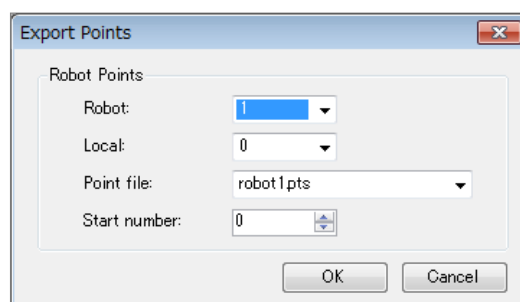 Export Points
Robot Points
Robot: 1
Local: 0
Point file: robot1.pts
Start number: 0
OK Cancel